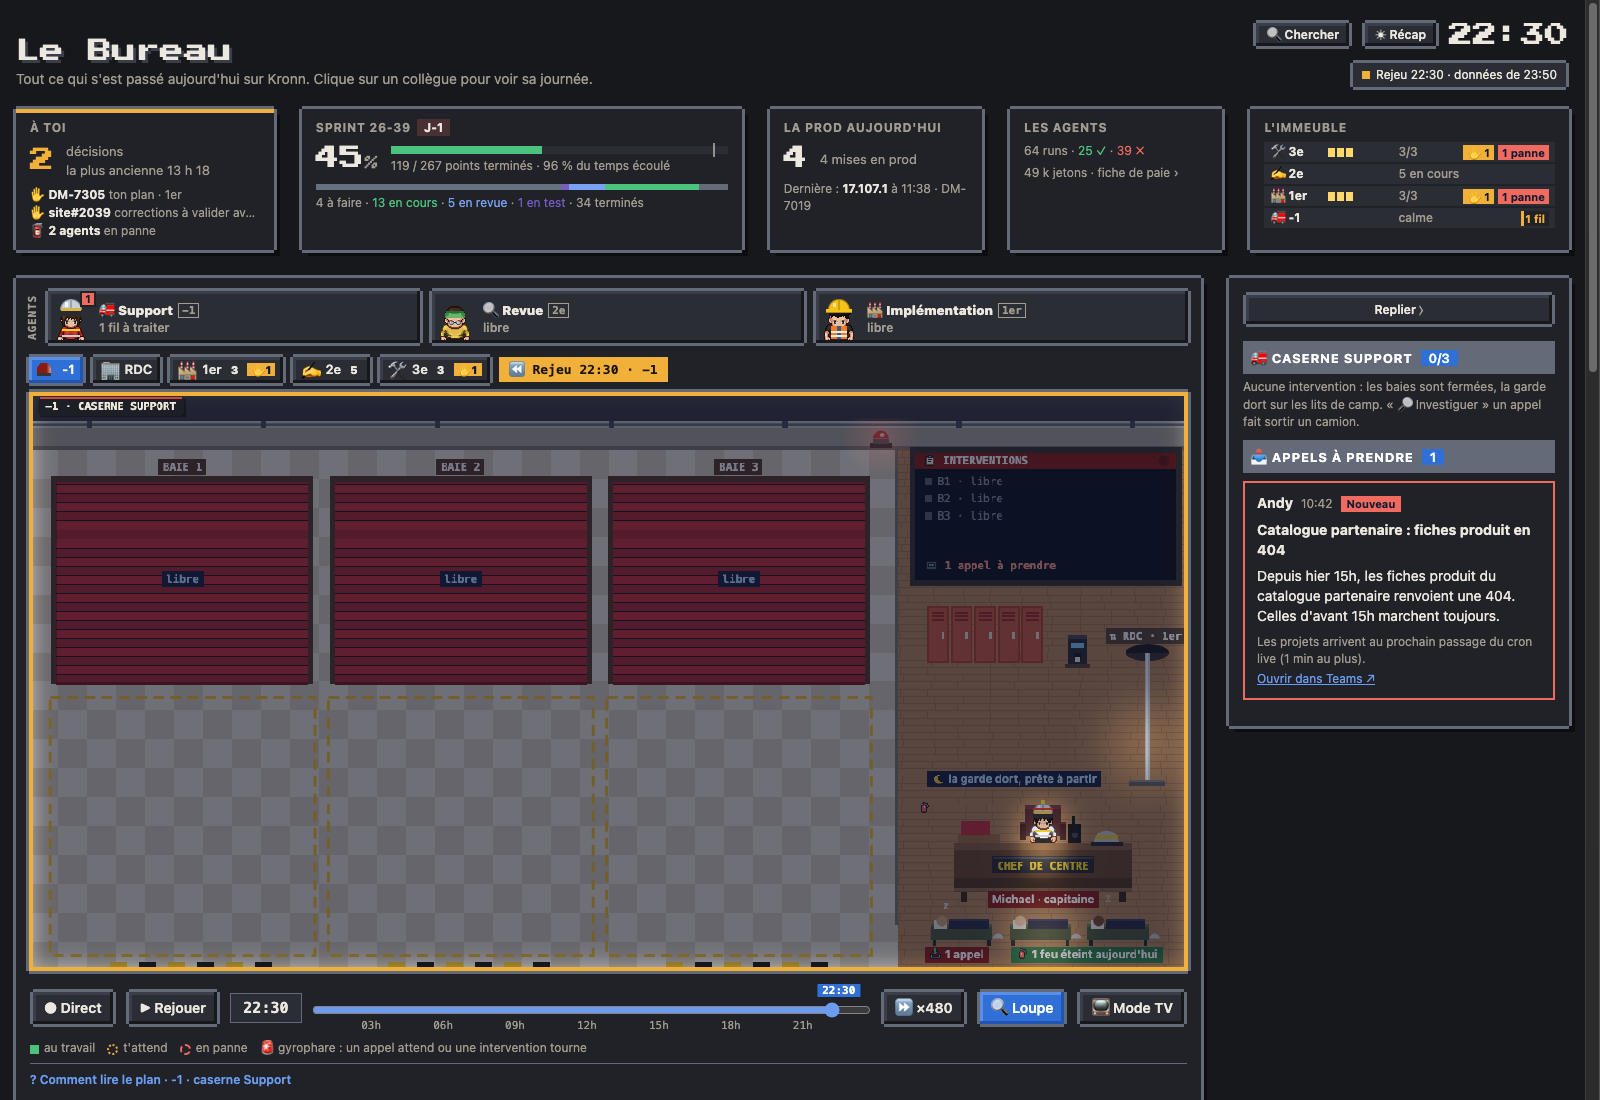 Le Bureau
Tout ce qui s'est passé aujourd'hui sur Kronn. Clique sur un collègue pour voir sa journée.
Chercher
Récap
22:30
Rejeu 22:30 · données de 23:50
À TOI
2 décisions
la plus ancienne 13 h 18
DM-7305 ton plan · 1er
site#2039 corrections à valider av…
2 agents en panne
SPRINT 26-39 J-1
45%
119 / 267 points terminés · 96 % du temps écoulé
4 à faire · 13 en cours · 5 en revue · 1 en test · 34 terminés
LA PROD AUJOURD'HUI
4 4 mises en prod
Dernière : 17.107.1 à 11:38 · DM-
7019
LES AGENTS
64 runs · 25 ✓ · 39 ✕
49 k jetons · fiche de paie ›
L'IMMEUBLE
3e 3/3 1 1 panne
2e 5 en cours
1er 3/3 1 1 panne
-1 calme 1 fil
AGENTS
1
Support -1
1 fil à traiter
Revue 2e
libre
Implémentation 1er
libre
-1
RDC
1er 3 1
2e 5
3e 3 1
Rejeu 22:30 · -1
-1 · CASERNE SUPPORT
BAIE 1
BAIE 2
BAIE 3
libre
libre
libre
INTERVENTIONS
B1 · libre
B2 · libre
B3 · libre
1 appel à prendre
RDC · 1er
la garde dort, prête à partir
CHEF DE CENTRE
Michael · capitaine
z
z
1 appel
1 feu éteint aujourd'hui
Direct
Rejouer
22:30
22:30
03h
06h
09h
12h
15h
18h
21h
×480
Loupe
Mode TV
au travail
t'attend
en panne
gyrophare : un appel attend ou une intervention tourne
? Comment lire le plan · -1 · caserne Support
Replier ›
CASERNE SUPPORT 0/3
Aucune intervention : les baies sont fermées, la garde
dort sur les lits de camp. « Investiguer » un appel
fait sortir un camion.
APPELS À PRENDRE 1
Andy 10:42 Nouveau
Catalogue partenaire : fiches produit en
404
Depuis hier 15h, les fiches produit du
catalogue partenaire renvoient une 404.
Celles d'avant 15h marchent toujours.
Les projets arrivent au prochain passage du cron
live (1 min au plus).
Ouvrir dans Teams ↗